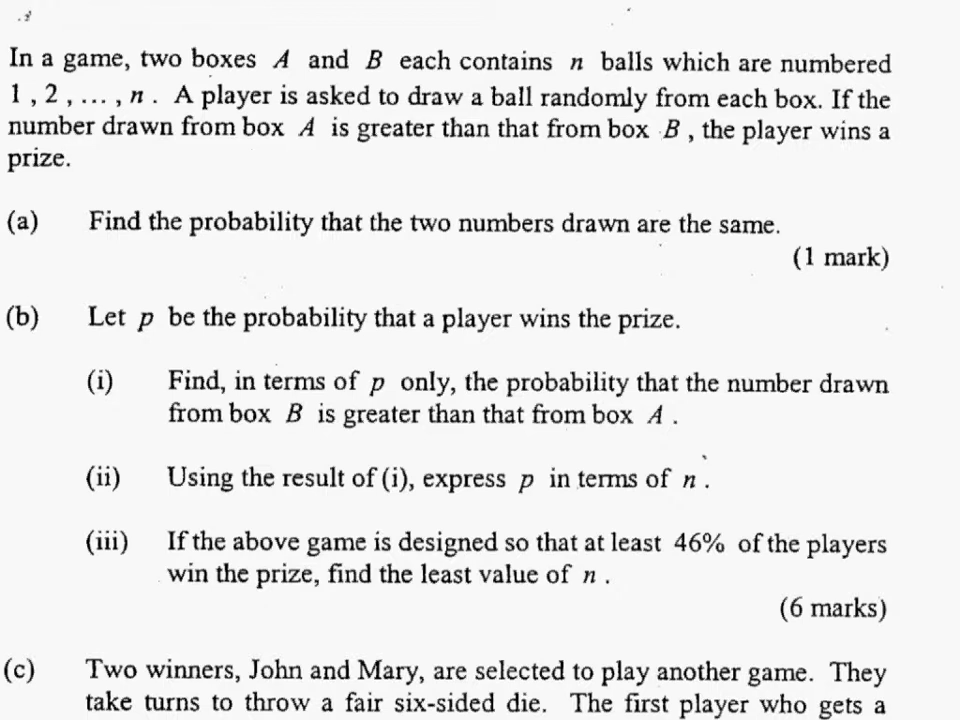 In a game, two boxes A and B each contains n balls which are numbered
1 , 2 , ... , n . A player is asked to draw a ball randomly from each box. If the
number drawn from box A is greater than that from box B , the player wins a
prize.
(a) Find the probability that the two numbers drawn are the same.
(1 mark)
(b) Let p be the probability that a player wins the prize.
(i) Find, in terms of p only, the probability that the number drawn
from box B is greater than that from box A .
(ii) Using the result of (i), express p in terms of n .
(iii) If the above game is designed so that at least 46% of the players
win the prize, find the least value of n .
(6 marks)
(c) Two winners, John and Mary, are selected to play another game. They
take turns to throw a fair six-sided die. The first player who gets a